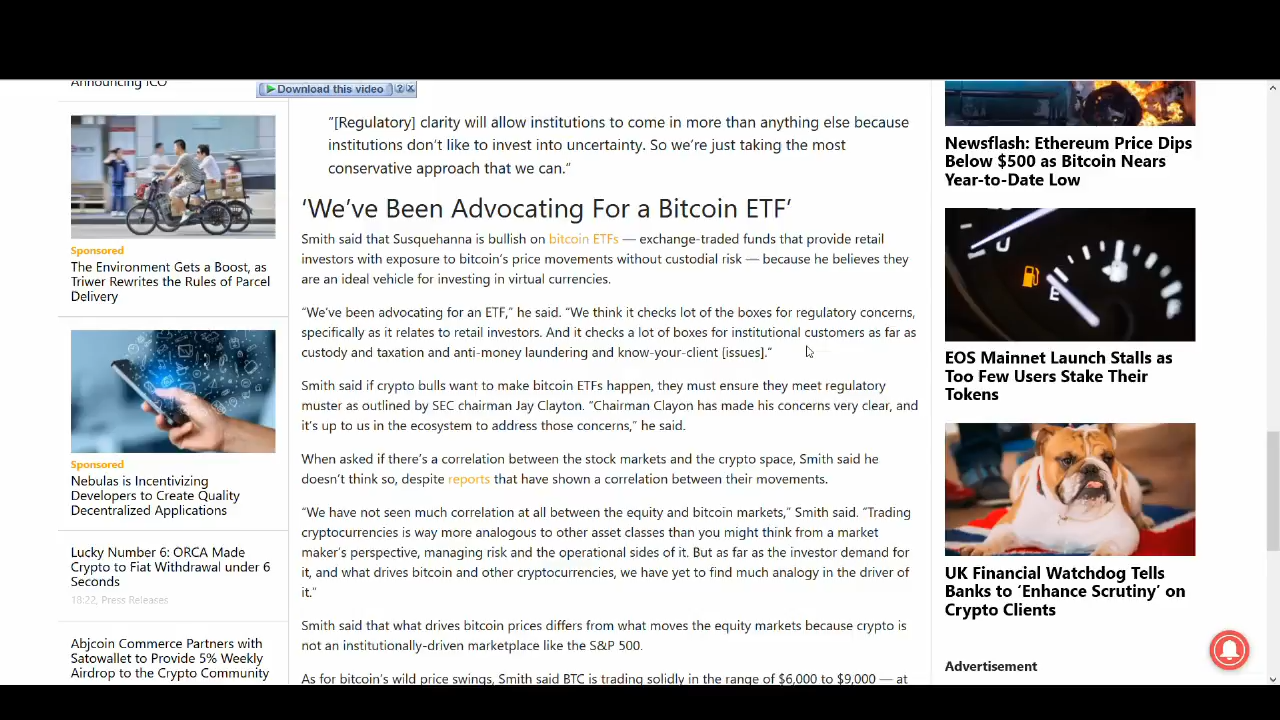 Announcing ICO
Sponsored
The Environment Gets a Boost, as
Triwer Rewrites the Rules of Parcel
Delivery
Sponsored
Nebulas is Incentivizing
Developers to Create Quality
Decentralized Applications
Lucky Number 6: ORCA Made
Crypto to Fiat Withdrawal under 6
Seconds
18:22, Press Releases
Abjcoin Commerce Partners with
Satowallet to Provide 5% Weekly
Airdrop to the Crypto Community
Download this video ? X
“[Regulatory] clarity will allow institutions to come in more than anything else because
institutions don’t like to invest into uncertainty. So we’re just taking the most
conservative approach that we can.”
‘We’ve Been Advocating For a Bitcoin ETF’
Smith said that Susquehanna is bullish on bitcoin ETFs — exchange-traded funds that provide retail
investors with exposure to bitcoin’s price movements without custodial risk — because he believes they
are an ideal vehicle for investing in virtual currencies.
“We’ve been advocating for an ETF,” he said. “We think it checks lot of the boxes for regulatory concerns,
specifically as it relates to retail investors. And it checks a lot of boxes for institutional customers as far as
custody and taxation and anti-money laundering and know-your-client [issues].”
Smith said if crypto bulls want to make bitcoin ETFs happen, they must ensure they meet regulatory
muster as outlined by SEC chairman Jay Clayton. “Chairman Clayon has made his concerns very clear, and
it’s up to us in the ecosystem to address those concerns,” he said.
When asked if there’s a correlation between the stock markets and the crypto space, Smith said he
doesn’t think so, despite reports that have shown a correlation between their movements.
“We have not seen much correlation at all between the equity and bitcoin markets,” Smith said. “Trading
cryptocurrencies is way more analogous to other asset classes than you might think from a market
maker’s perspective, managing risk and the operational sides of it. But as far as the investor demand for
it, and what drives bitcoin and other cryptocurrencies, we have yet to find much analogy in the driver of
it.”
Smith said that what drives bitcoin prices differs from what moves the equity markets because crypto is
not an institutionally-driven marketplace like the S&P 500.
As for bitcoin’s wild price swings, Smith said BTC is trading solidly in the range of $6,000 to $9,000 — at
Newsflash: Ethereum Price Dips
Below $500 as Bitcoin Nears
Year-to-Date Low
E
EOS Mainnet Launch Stalls as
Too Few Users Stake Their
Tokens
UK Financial Watchdog Tells
Banks to ‘Enhance Scrutiny’ on
Crypto Clients
Advertisement